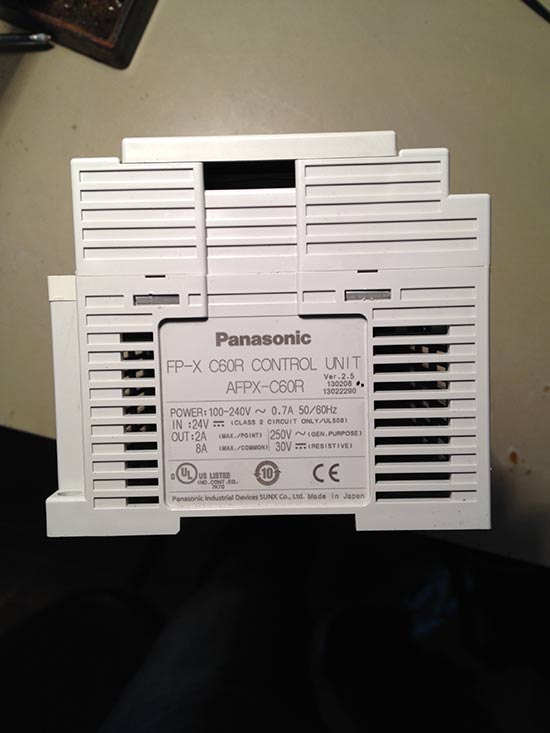 Panasonic
FP-X C60R CONTROL UNIT
AFPX-C60R
Ver.2.5
130208
13022290
POWER:100-240V ~ 0.7A 50/60Hz
IN :24V ⎓ (CLASS 2 CIRCUIT ONLY/UL508)
OUT:2A (MAX./POINT) 250V ~ (GEN.PURPOSE)
8A (MAX./COMMON) 30V ⎓ (RESISTIVE)
c UL US LISTED 10 CE
IND.CONT.EQ.
7K70
Panasonic Industrial Devices SUNX Co., Ltd. Made in Japan